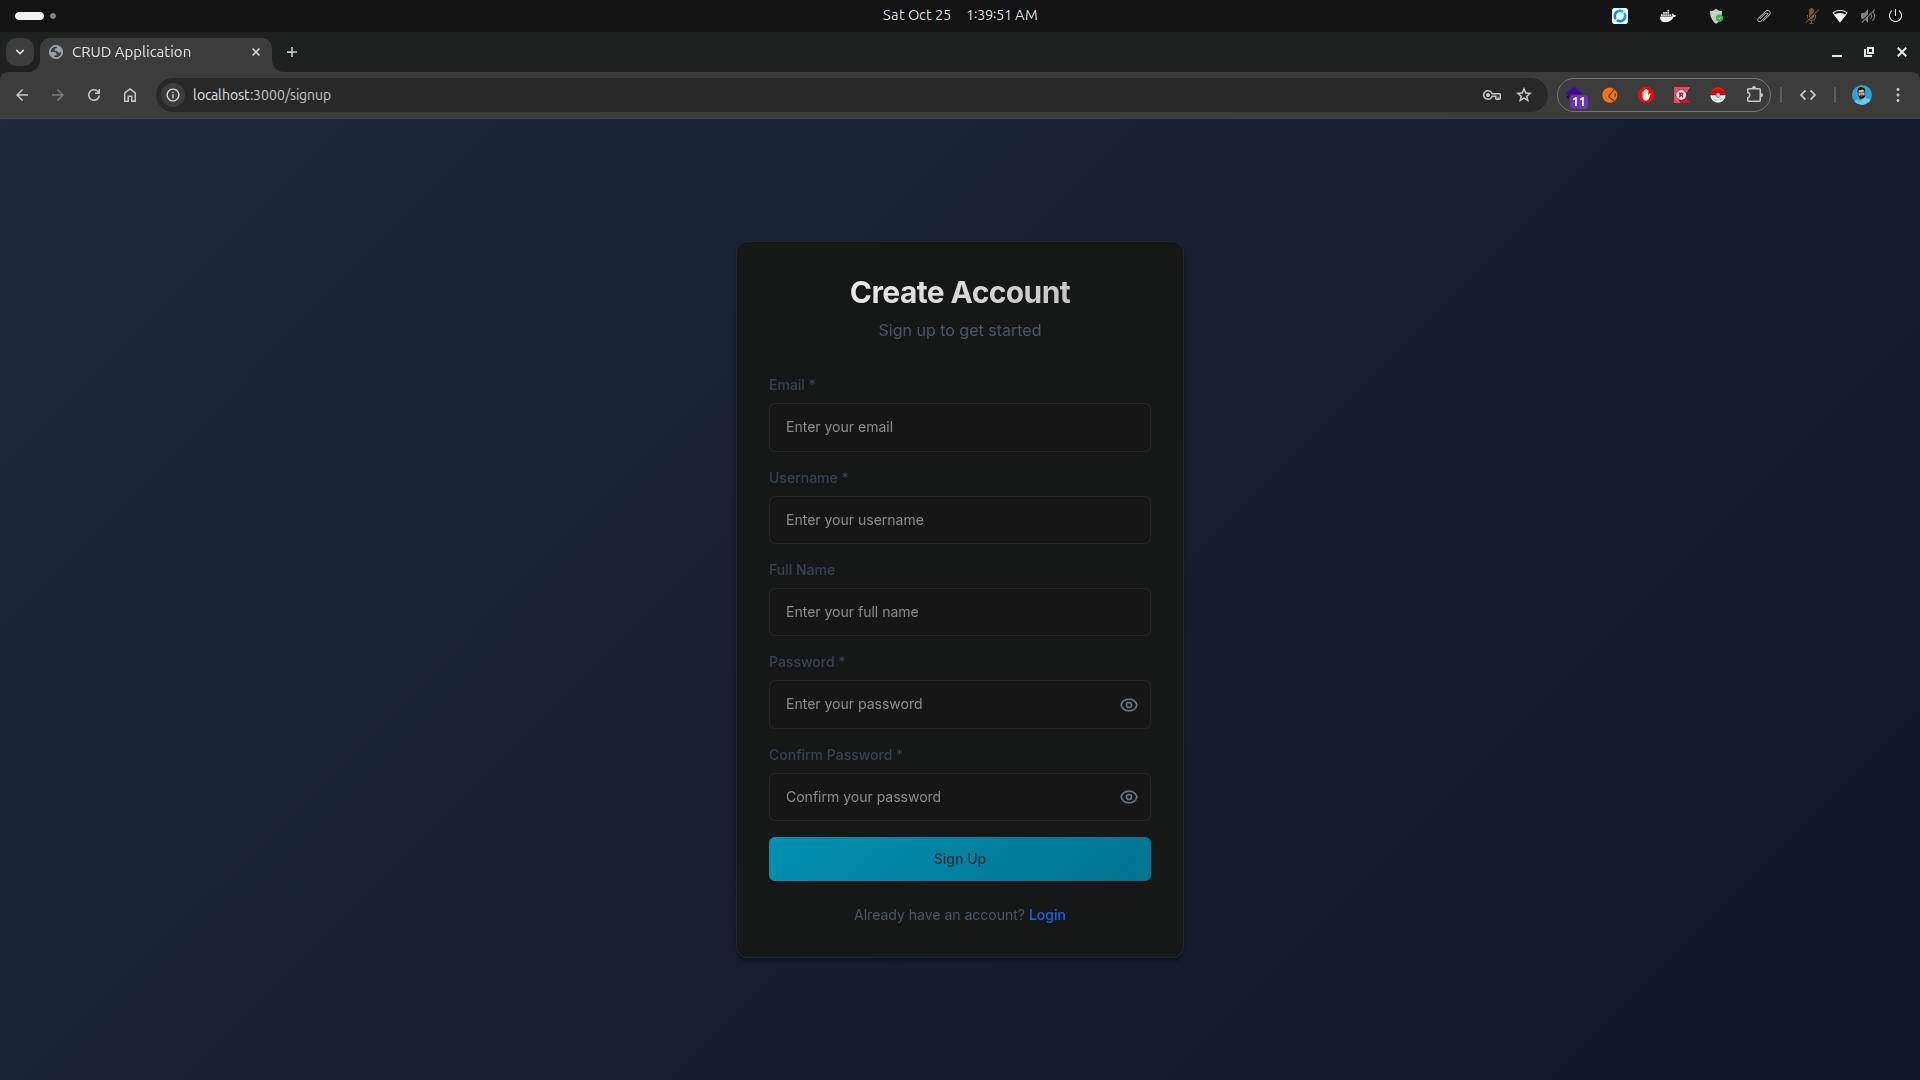 Sat Oct 25 1:39:51 AM
CRUD Application
localhost:3000/signup
11
Create Account
Sign up to get started
Email *
Enter your email
Username *
Enter your username
Full Name
Enter your full name
Password *
Enter your password
Confirm Password *
Confirm your password
Sign Up
Already have an account? Login